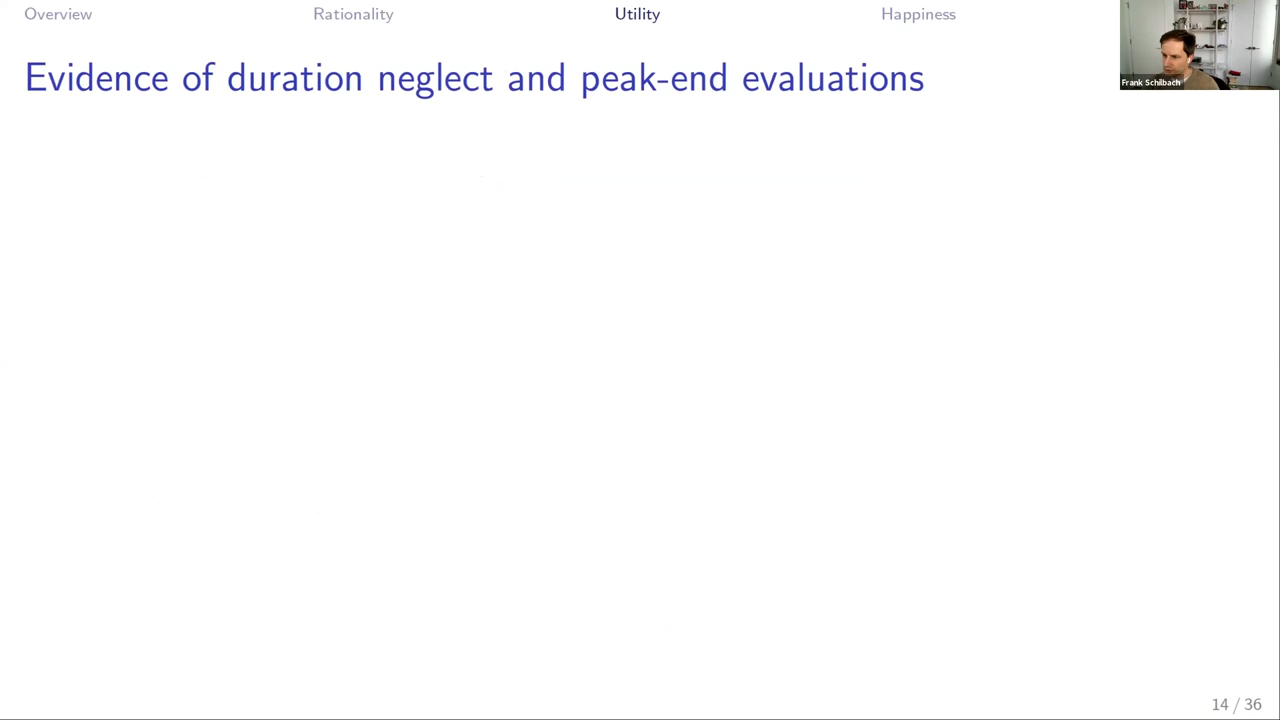 Overview Rationality Utility Happiness
Evidence of duration neglect and peak-end evaluations
Frank Schilbach
14 / 36